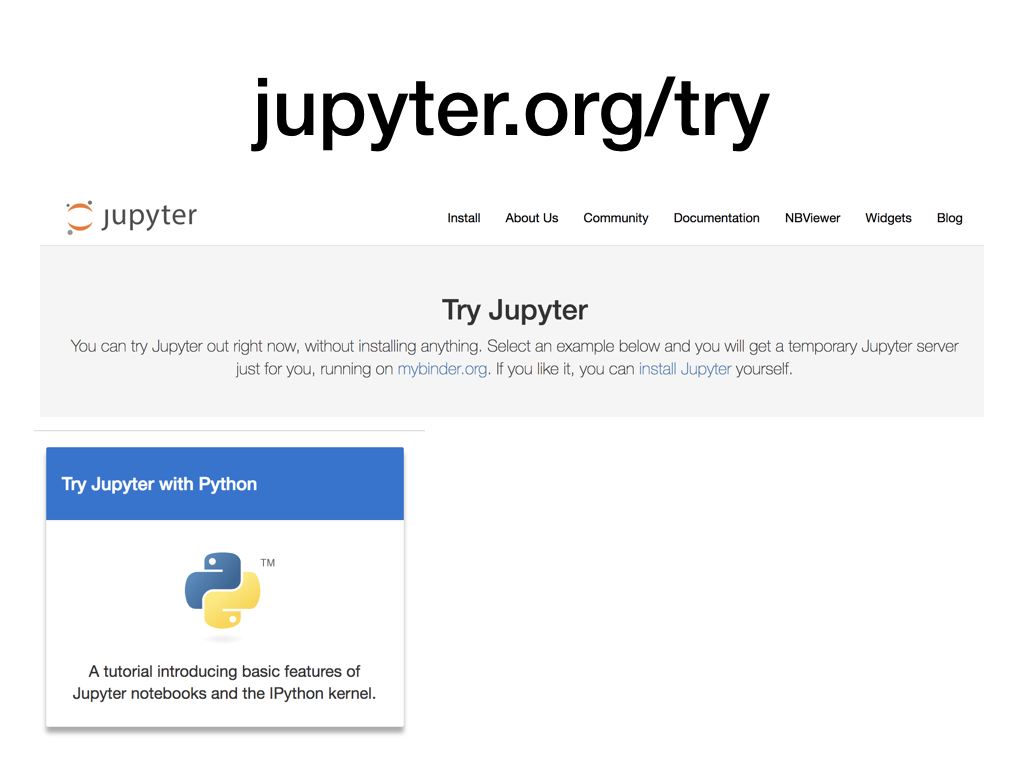 jupyter.org/try
jupyter
Install About Us Community Documentation NBViewer Widgets Blog
Try Jupyter
You can try Jupyter out right now, without installing anything. Select an example below and you will get a temporary Jupyter server
just for you, running on mybinder.org. If you like it, you can install Jupyter yourself.
Try Jupyter with Python
TM
A tutorial introducing basic features of
Jupyter notebooks and the IPython kernel.